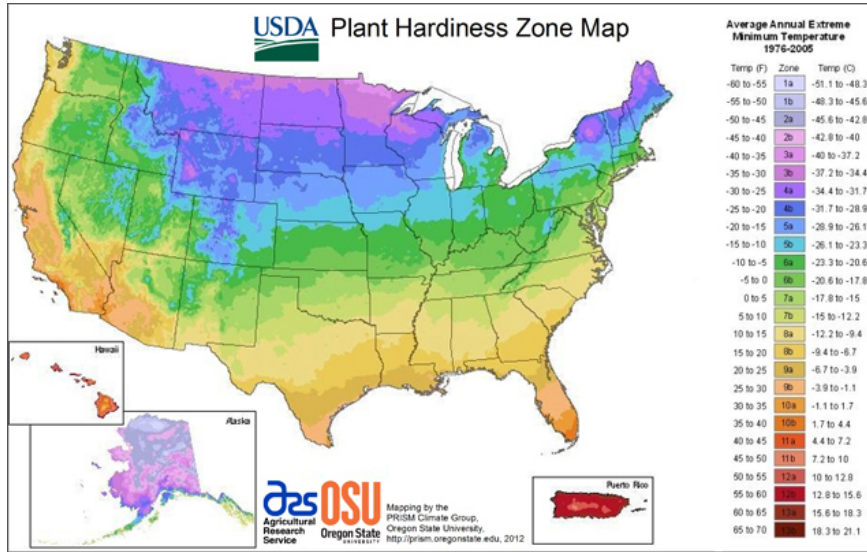 USDA Plant Hardiness Zone Map
Average Annual Extreme
Minimum Temperature
1976-2005
Temp (F) Zone Temp (C)
-60 to -55 1a -51.1 to -48.3
-55 to -50 1b -48.3 to -45.6
-50 to -45 2a -45.6 to -42.8
-45 to -40 2b -42.8 to -40
-40 to -35 3a -40 to -37.2
-35 to -30 3b -37.2 to -34.4
-30 to -25 4a -34.4 to -31.7
-25 to -20 4b -31.7 to -28.9
-20 to -15 5a -28.9 to -26.1
-15 to -10 5b -26.1 to -23.3
-10 to -5 6a -23.3 to -20.6
-5 to 0 6b -20.6 to -17.8
0 to 5 7a -17.8 to -15
5 to 10 7b -15 to -12.2
10 to 15 8a -12.2 to -9.4
15 to 20 8b -9.4 to -6.7
20 to 25 9a -6.7 to -3.9
25 to 30 9b -3.9 to -1.1
30 to 35 10a -1.1 to 1.7
35 to 40 10b 1.7 to 4.4
40 to 45 11a 4.4 to 7.2
45 to 50 11b 7.2 to 10
50 to 55 12a 10 to 12.8
55 to 60 12b 12.8 to 15.6
60 to 65 13a 15.6 to 18.3
65 to 70 13b 18.3 to 21.1
Hawaii
Alaska
Puerto Rico
ars
Agricultural
Research
Service
OSU
Oregon State
UNIVERSITY
Mapping by the
PRISM Climate Group,
Oregon State University,
http://prism.oregonstate.edu, 2012